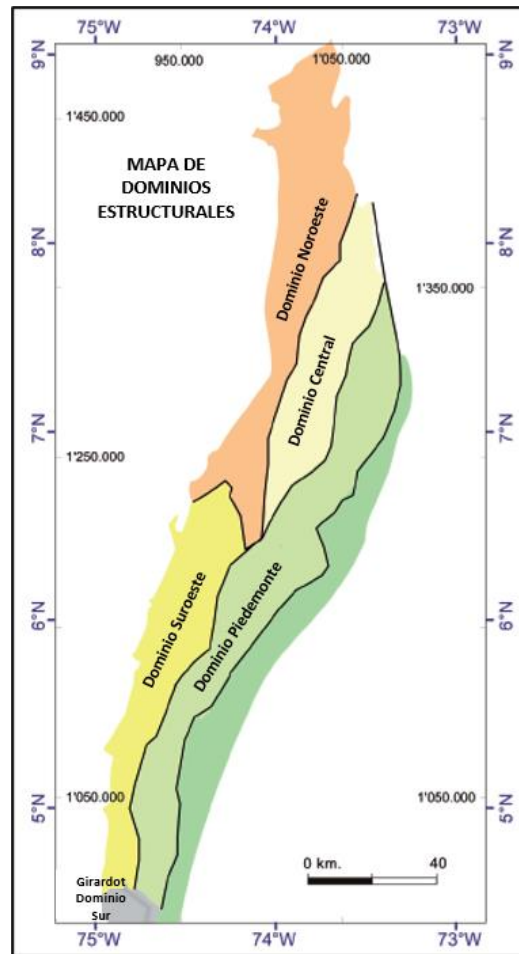 75°W
74°W
73°W
950.000
1'050.000
9°N
9°N
1'450.000
MAPA DE
DOMINIOS
ESTRUCTURALES
8°N
8°N
Dominio Noroeste
1'350.000
Dominio Central
7°N
7°N
1'250.000
6°N
6°N
Dominio Suroeste
Dominio Piedemonte
1'050.000
1'050.000
5°N
5°N
0 km.
40
Girardot
Dominio
Sur
75°W
74°W
73°W